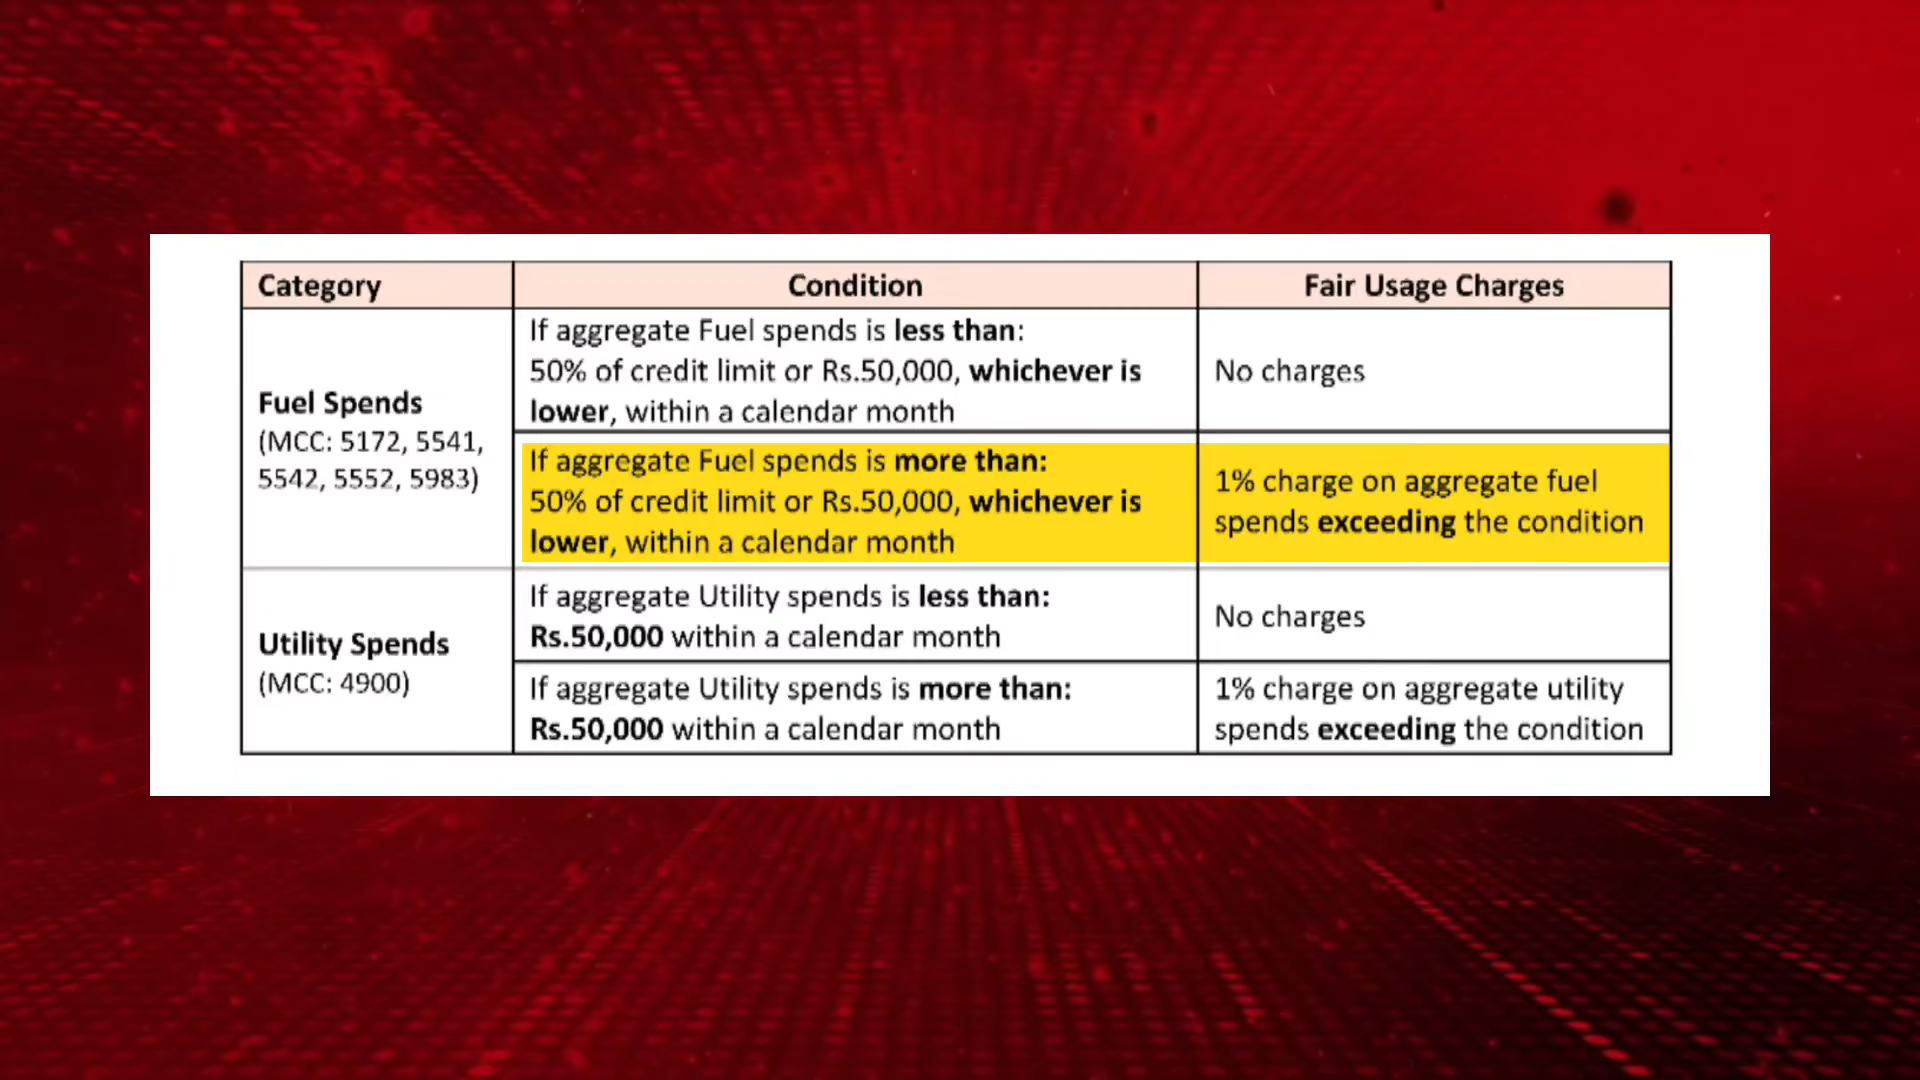 Category
Condition
Fair Usage Charges
Fuel Spends
(MCC: 5172, 5541,
5542, 5552, 5983)
If aggregate Fuel spends is less than:
50% of credit limit or Rs.50,000, whichever is
lower, within a calendar month
No charges
If aggregate Fuel spends is more than:
50% of credit limit or Rs.50,000, whichever is
lower, within a calendar month
1% charge on aggregate fuel
spends exceeding the condition
Utility Spends
(MCC: 4900)
If aggregate Utility spends is less than:
Rs.50,000 within a calendar month
No charges
If aggregate Utility spends is more than:
Rs.50,000 within a calendar month
1% charge on aggregate utility
spends exceeding the condition